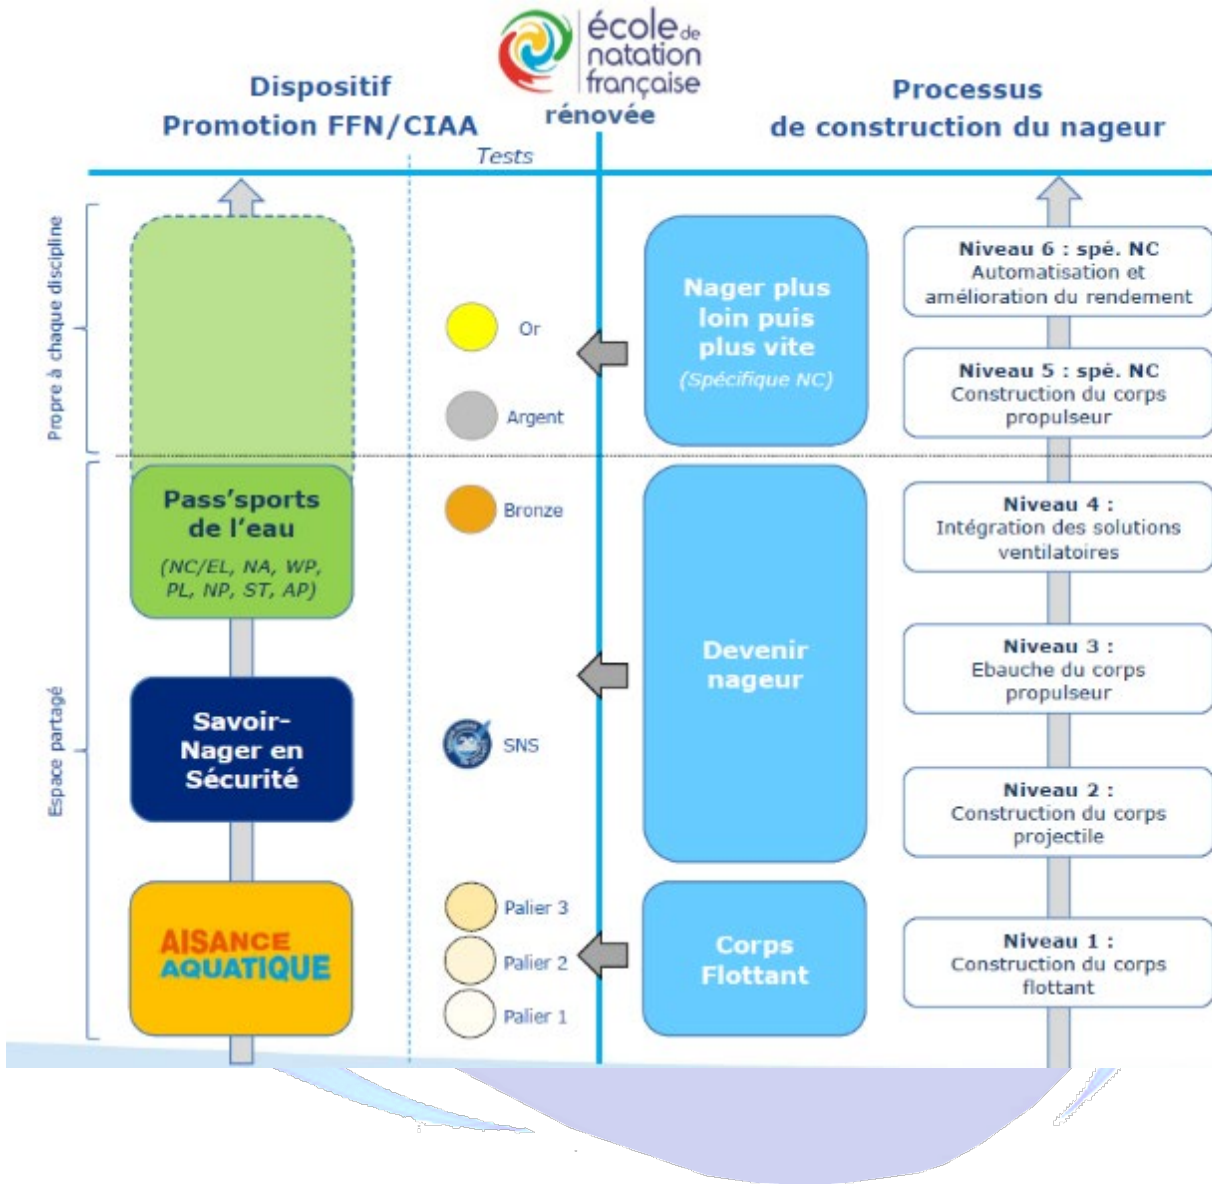 école de
natation
française
rénovée
Dispositif
Promotion FFN/CIAA
Processus
de construction du nageur
Tests
Propre à chaque discipline
Espace partagé
Pass'sports
de l'eau
(NC/EL, NA, WP,
PL, NP, ST, AP)
Savoir-
Nager en
Sécurité
AISANCE
AQUATIQUE
Or
Argent
Bronze
SNS
Palier 3
Palier 2
Palier 1
Nager plus
loin puis
plus vite
(Spécifique NC)
Devenir
nageur
Corps
Flottant
Niveau 6 : spé. NC
Automatisation et
amélioration du rendement
Niveau 5 : spé. NC
Construction du corps
propulseur
Niveau 4 :
Intégration des solutions
ventilatoires
Niveau 3 :
Ebauche du corps
propulseur
Niveau 2 :
Construction du corps
projectile
Niveau 1 :
Construction du corps
flottant